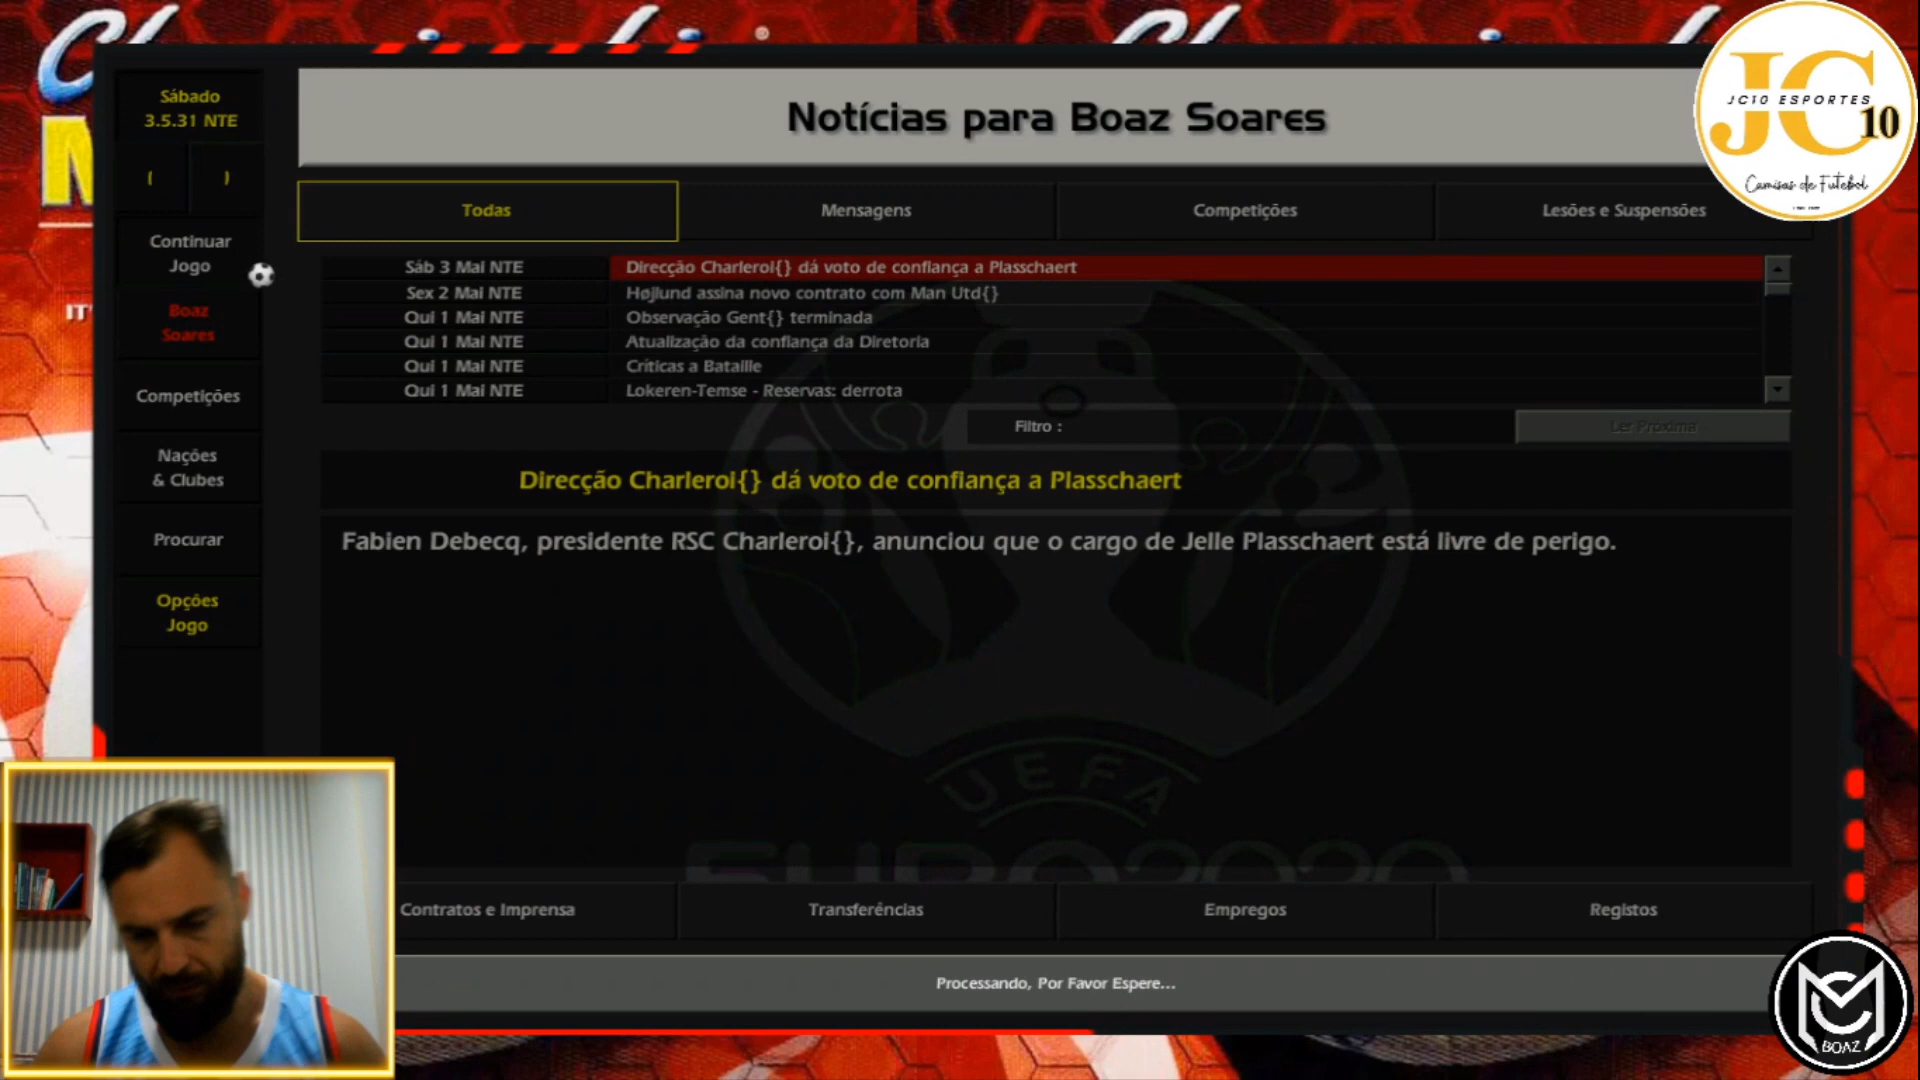 Sábado
3.5.31 NTE
Continuar
Jogo
Boaz
Soares
Competições
Nações
& Clubes
Procurar
Opções
Jogo
Notícias para Boaz Soares
Todas
Mensagens
Competições
Lesões e Suspensões
Sáb 3 Mai NTE Direcção Charleroi{} dá voto de confiança a Plasschaert
Sex 2 Mai NTE Højlund assina novo contrato com Man Utd{}
Qui 1 Mai NTE Observação Gent{} terminada
Qui 1 Mai NTE Atualização da confiança da Diretoria
Qui 1 Mai NTE Críticas a Bataille
Qui 1 Mai NTE Lokeren-Temse - Reservas: derrota
Filtro :
Ler Próxima
Direcção Charleroi{} dá voto de confiança a Plasschaert
Fabien Debecq, presidente RSC Charleroi{}, anunciou que o cargo de Jelle Plasschaert está livre de perigo.
UEFA
EURO2020
Contratos e Imprensa
Transferências
Empregos
Registos
Processando, Por Favor Espere...
JC
JC10 ESPORTES
10
Camisas de Futebol
BOAZ